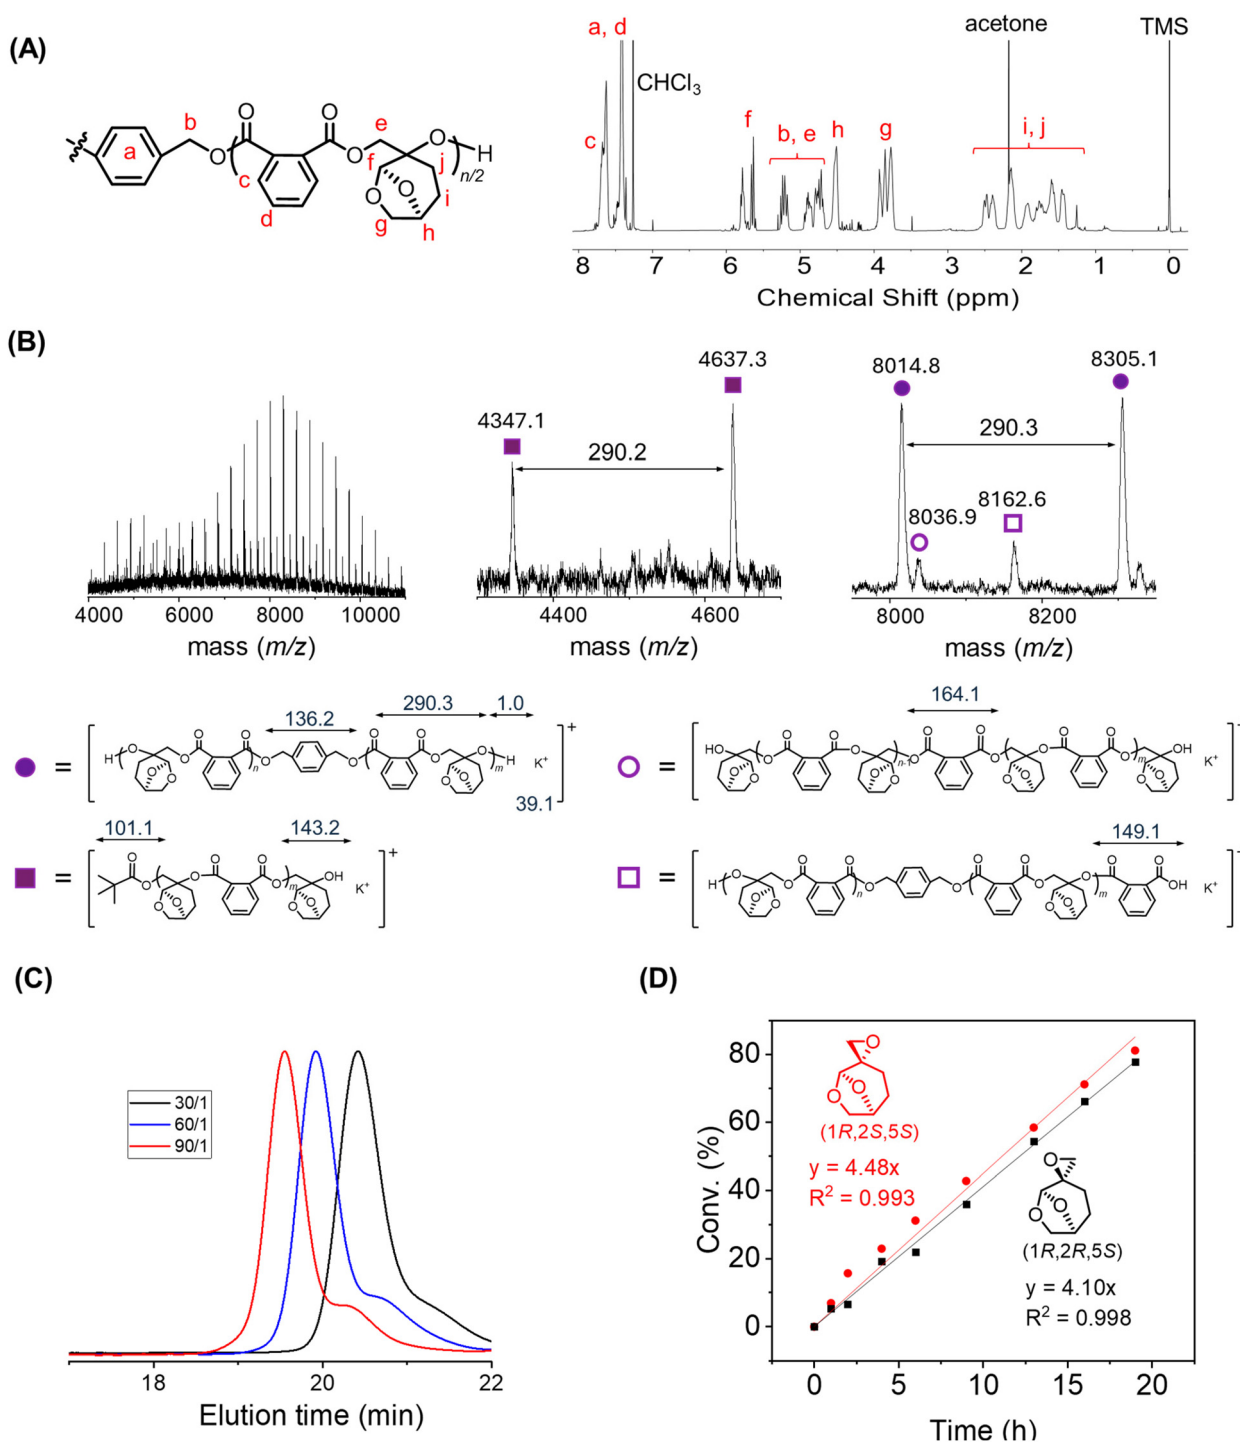 (A)
a, d
acetone
TMS
CHCl3
c
f
b, e
h
g
i, j
8 7 6 5 4 3 2 1 0
Chemical Shift (ppm)
b
a
O
O
O
O
e
O
H
n/2
c
d
f
j
O
O
i
g
h
(B)
4000 6000 8000 10000
mass (m/z)
4347.1
4637.3
290.2
4400 4600
mass (m/z)
8014.8
8305.1
290.3
8036.9
8162.6
8000 8200
mass (m/z)
136.2 290.3 1.0
= H O O O O n O O O O O O m H K+ +
39.1
164.1
= HO O O O O n-1 O O O O O O O m OH K+
101.1 143.2
= O O O O O m OH K+ +
149.1
= H O O O O n O O O O O O m O O OH K+
(C)
30/1
60/1
90/1
18 20 22
Elution time (min)
(D)
Conv. (%)
80
60
40
20
0
O
O
O
(1R,2S,5S)
y = 4.48x
R2 = 0.993
O
O
O
(1R,2R,5S)
y = 4.10x
R2 = 0.998
0 5 10 15 20
Time (h)